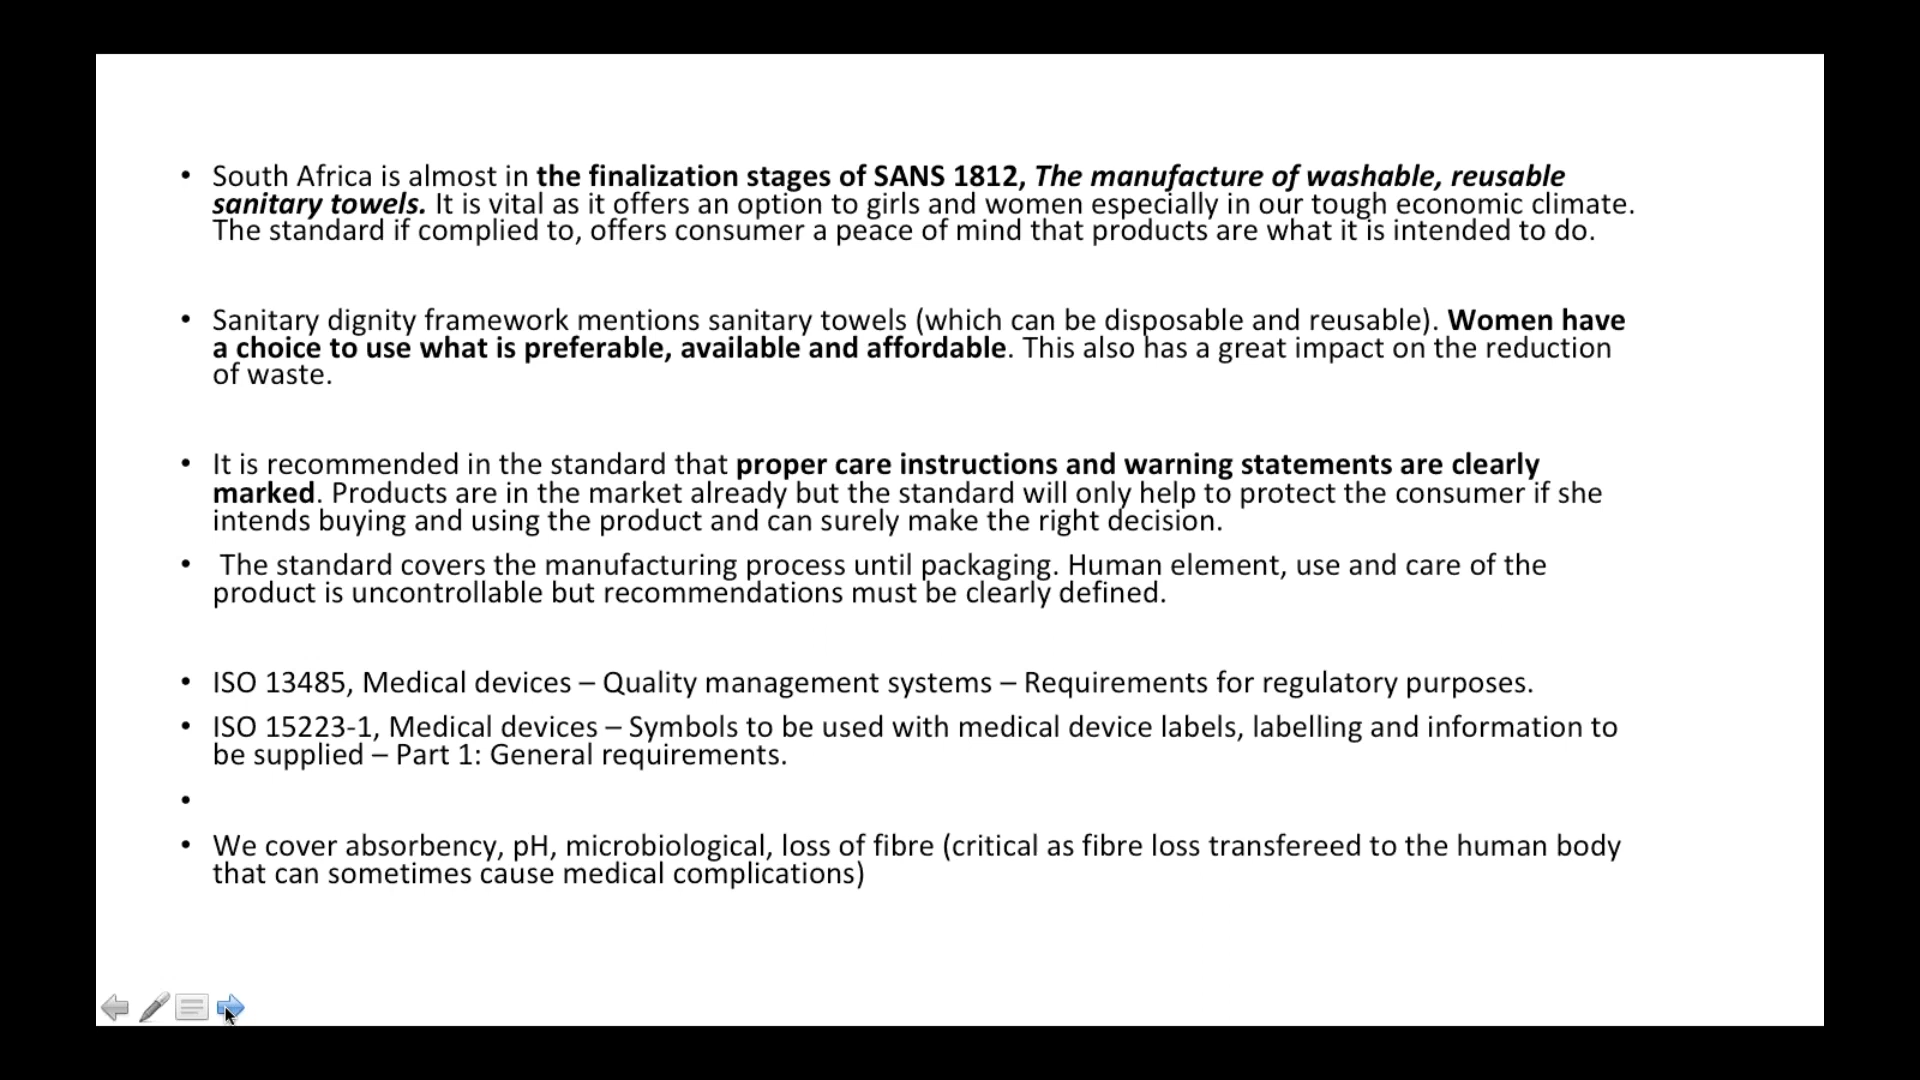 • South Africa is almost in the finalization stages of SANS 1812, The manufacture of washable, reusable
sanitary towels. It is vital as it offers an option to girls and women especially in our tough economic climate.
The standard if complied to, offers consumer a peace of mind that products are what it is intended to do.
• Sanitary dignity framework mentions sanitary towels (which can be disposable and reusable). Women have
a choice to use what is preferable, available and affordable. This also has a great impact on the reduction
of waste.
• It is recommended in the standard that proper care instructions and warning statements are clearly
marked. Products are in the market already but the standard will only help to protect the consumer if she
intends buying and using the product and can surely make the right decision.
• The standard covers the manufacturing process until packaging. Human element, use and care of the
product is uncontrollable but recommendations must be clearly defined.
• ISO 13485, Medical devices – Quality management systems – Requirements for regulatory purposes.
• ISO 15223-1, Medical devices – Symbols to be used with medical device labels, labelling and information to
be supplied – Part 1: General requirements.
•
• We cover absorbency, pH, microbiological, loss of fibre (critical as fibre loss transfereed to the human body
that can sometimes cause medical complications)